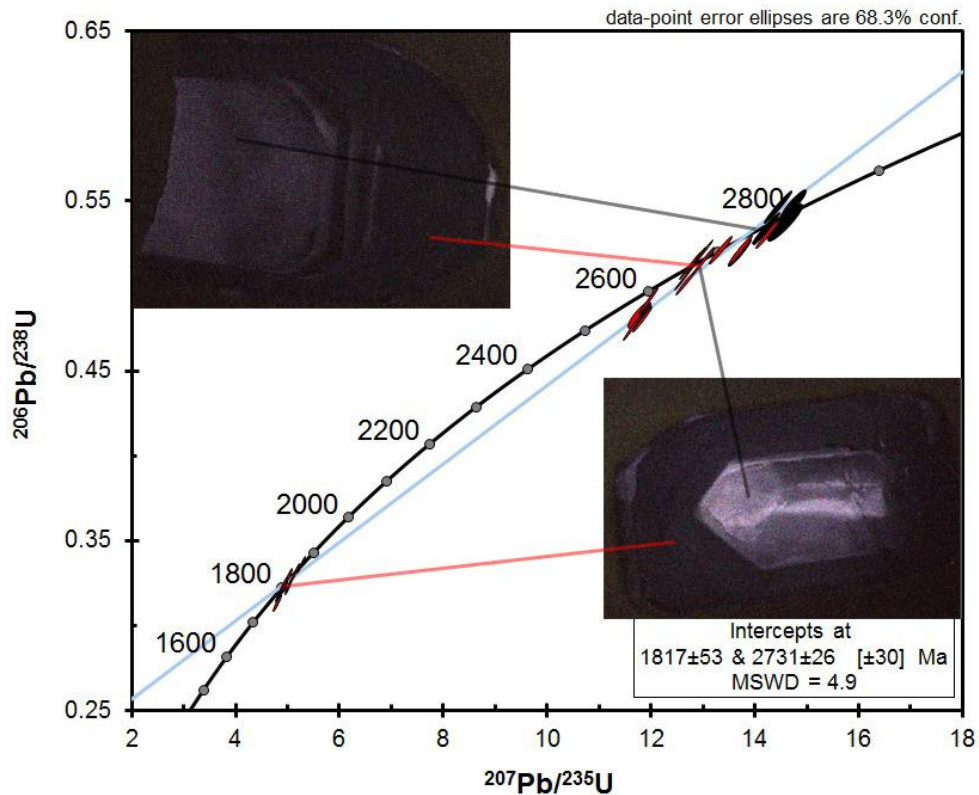 data-point error ellipses are 68.3% conf.
0.65
0.55
0.45
0.35
0.25
²⁰⁶Pb/²³⁸U
2800
2600
2400
2200
2000
1800
1600
Intercepts at
1817±53 & 2731±26 [±30] Ma
MSWD = 4.9
2 4 6 8 10 12 14 16 18
²⁰⁷Pb/²³⁵U